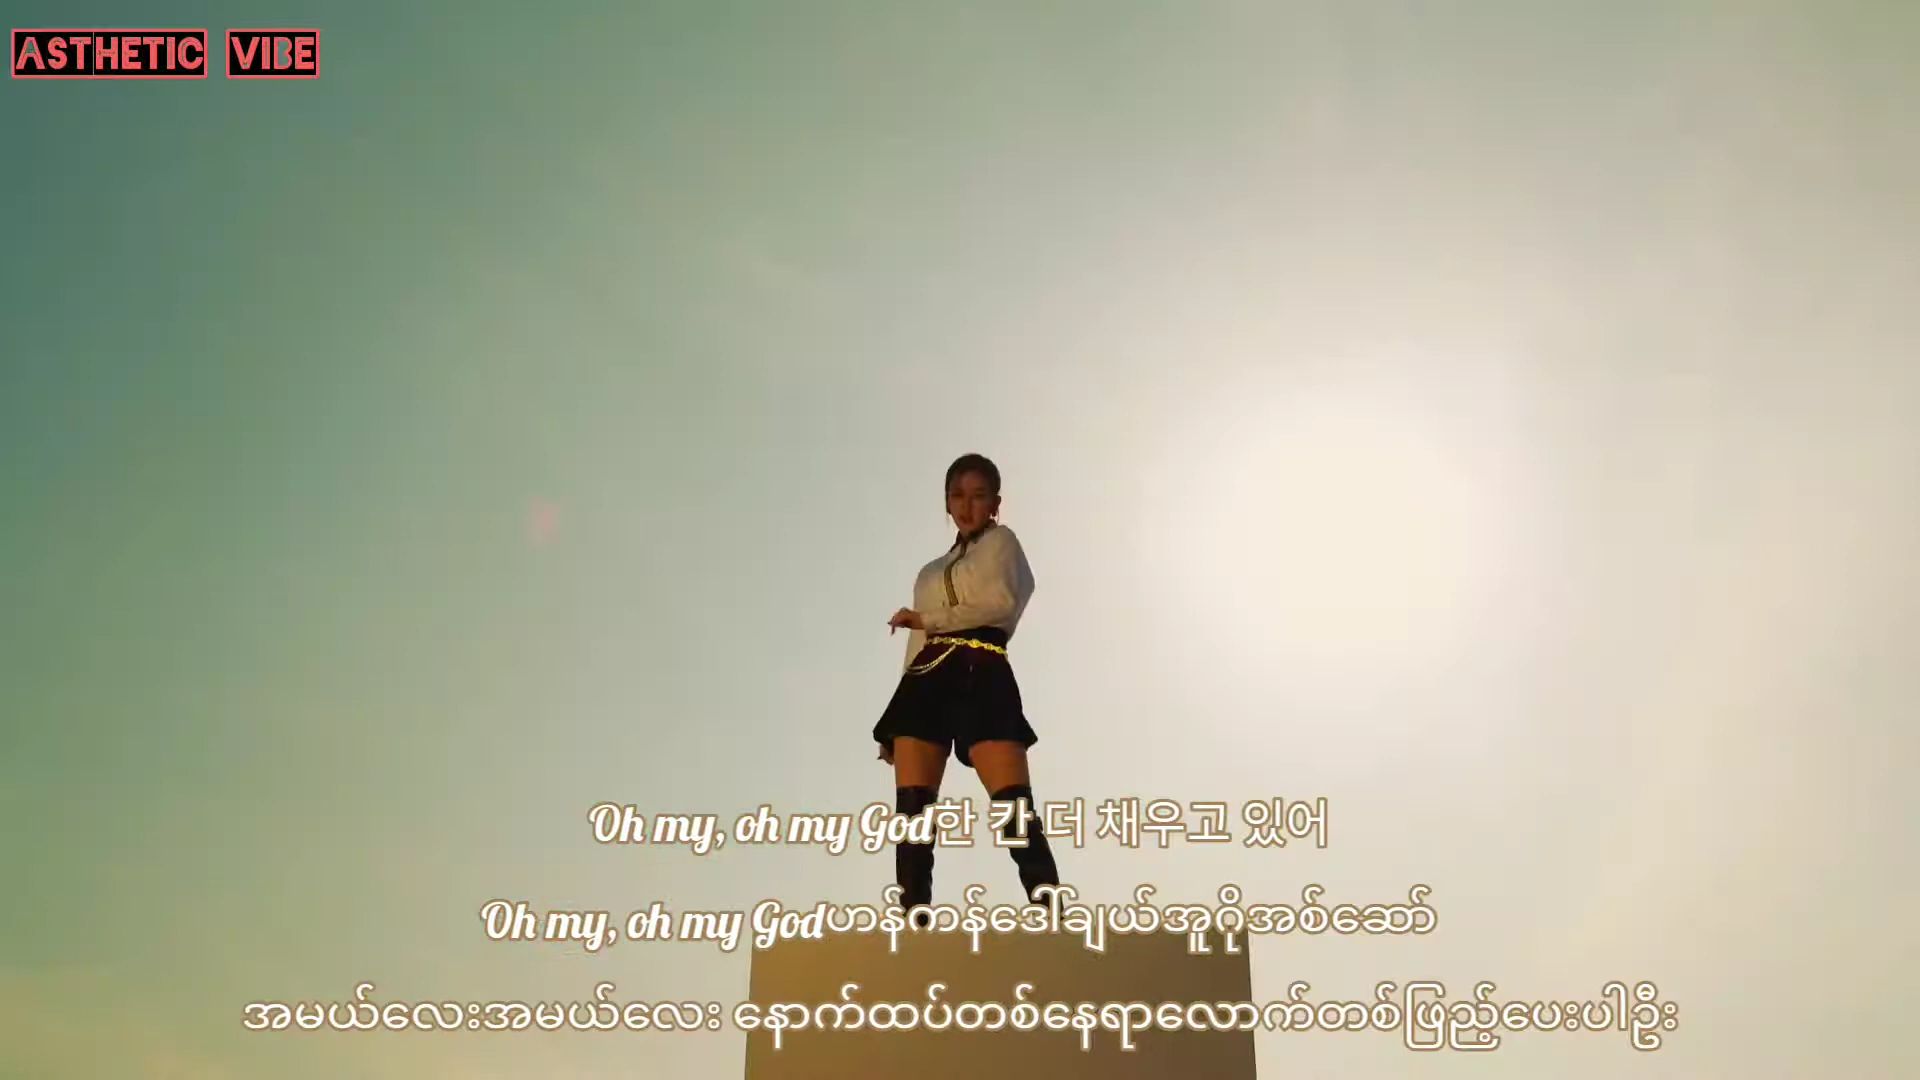 ASTHETIC VIBE
Oh my, oh my God한 칸 더 채우고 있어
Oh my, oh my Godဟန်ကန်ဒေါ်ချယ်အူဂိုအစ်ဆော်
အမယ်လေးအမယ်လေး နောက်ထပ်တစ်နေရာလောက်တစ်ဖြည့်ပေးပါဦး